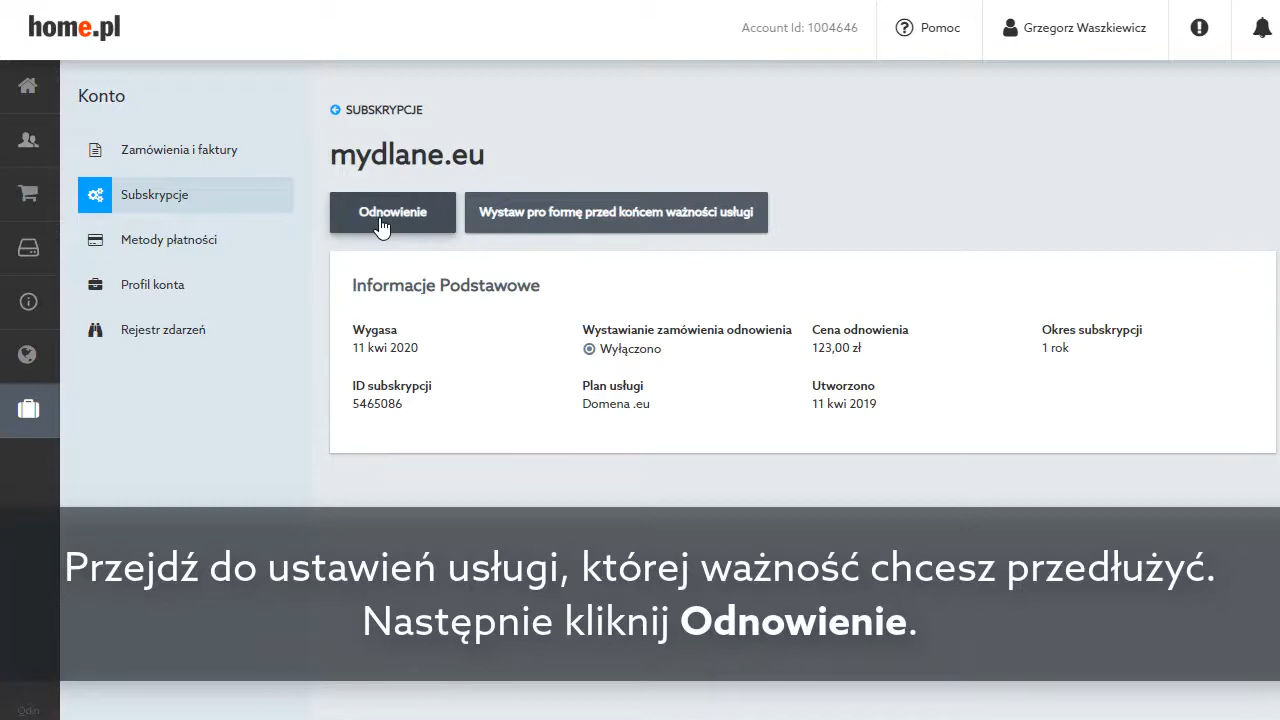 home.pl
Account Id: 1004646
Pomoc
Grzegorz Waszkiewicz
Konto
Zamówienia i faktury
Subskrypcje
Metody płatności
Profil konta
Rejestr zdarzeń
SUBSKRYPCJE
mydlane.eu
Odnowienie
Wystaw pro formę przed końcem ważności usługi
Informacje Podstawowe
Wygasa
11 kwi 2020
Wystawianie zamówienia odnowienia
Wyłączono
Cena odnowienia
123,00 zł
Okres subskrypcji
1 rok
ID subskrypcji
5465086
Plan usługi
Domena .eu
Utworzono
11 kwi 2019
Przejdź do ustawień usługi, której ważność chcesz przedłużyć.
Następnie kliknij Odnowienie.